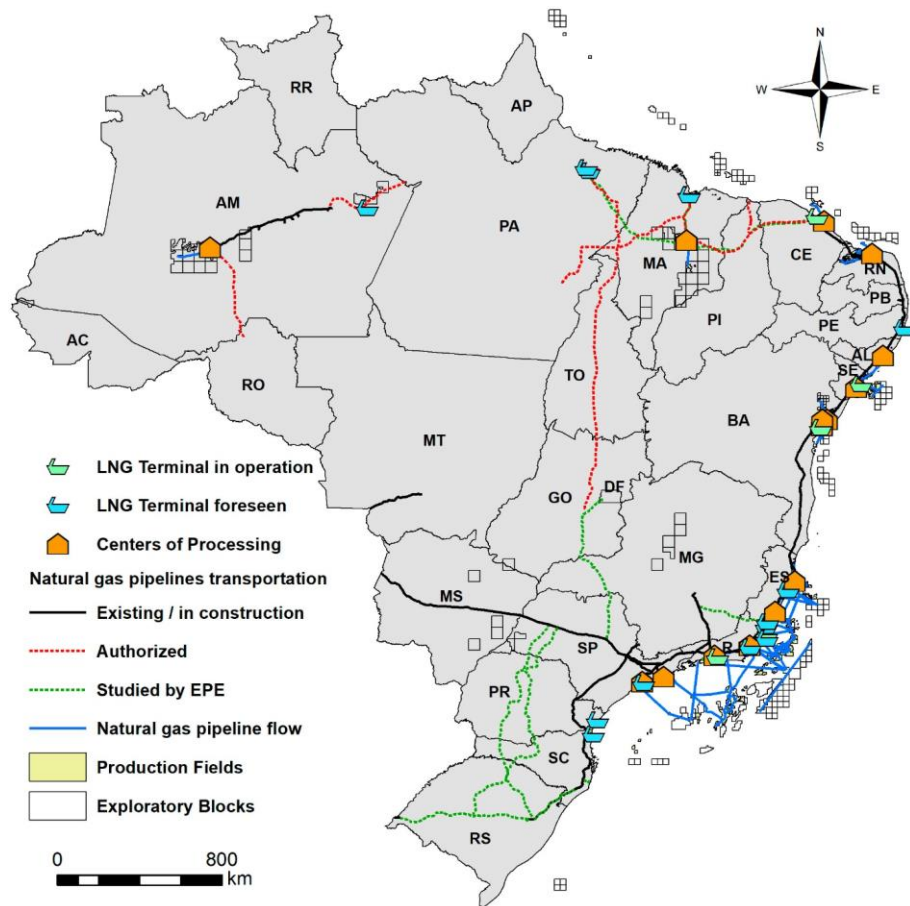 N
W
E
S
RR
AP
AM
PA
MA
CE
RN
PB
PE
PI
AL
SE
AC
RO
TO
BA
MT
GO
DF
MG
ES
MS
SP
R
PR
SC
RS
LNG Terminal in operation
LNG Terminal foreseen
Centers of Processing
Natural gas pipelines transportation
Existing / in construction
Authorized
Studied by EPE
Natural gas pipeline flow
Production Fields
Exploratory Blocks
0 800
km